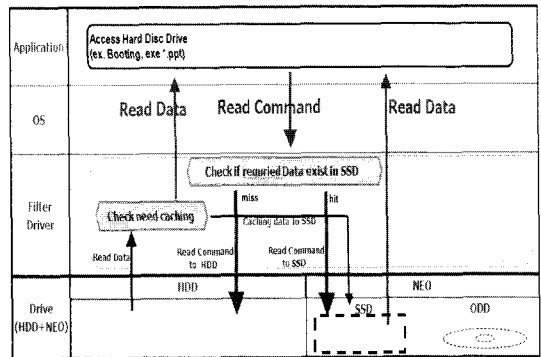 Application
Access Hard Disc Drive
(ex. Booting, exe *.ppt)
OS
Read Data
Read Command
Read Data
Check if requried Data exist in SSD
miss
hit
Filter
Driver
Check need caching
Caching data in SSD
Read Data
Read Command
to HDD
Read Command
to SSD
HDD
NEO
Drive
(HDD+NEO)
SSD
ODD